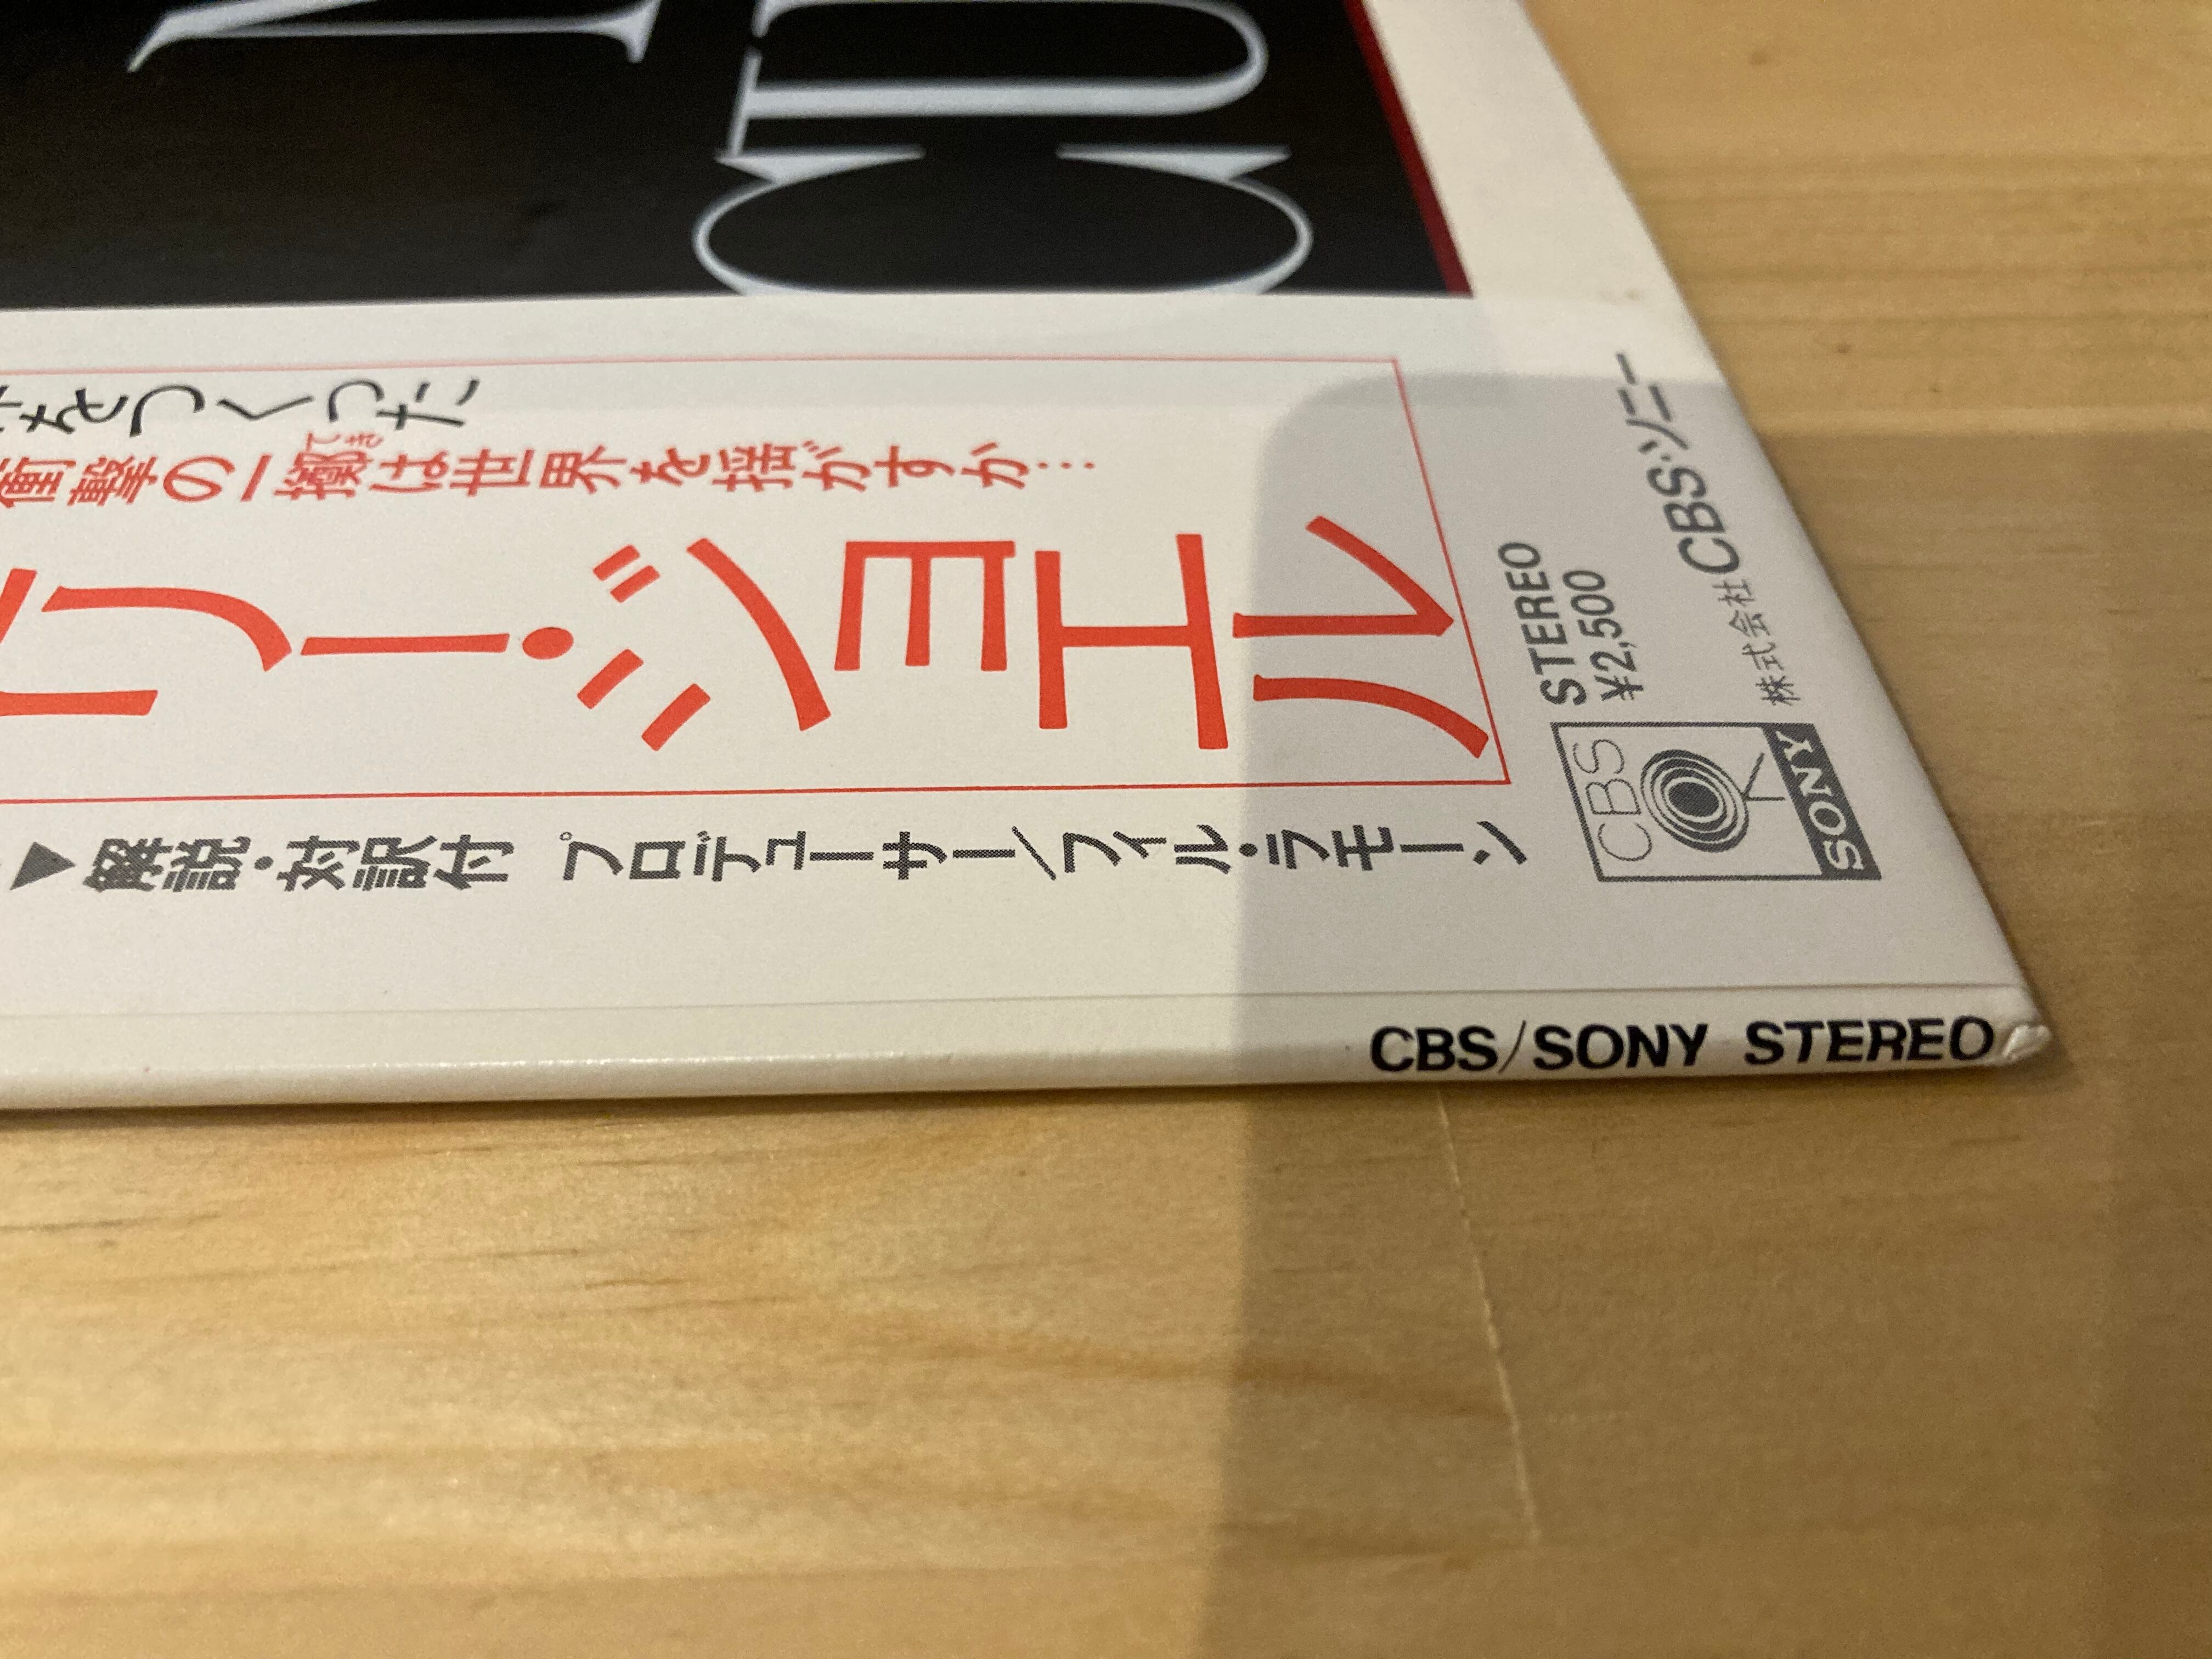 をつくった
衝撃の一擲は世界を揺がすか…
てき
リー・ジョエル
▶解説・対訳付 プロデューサー/フィル・ラモーン
STEREO
¥2,500
株式会社CBS・ソニー
CBS
SONY
CBS/SONY STEREO